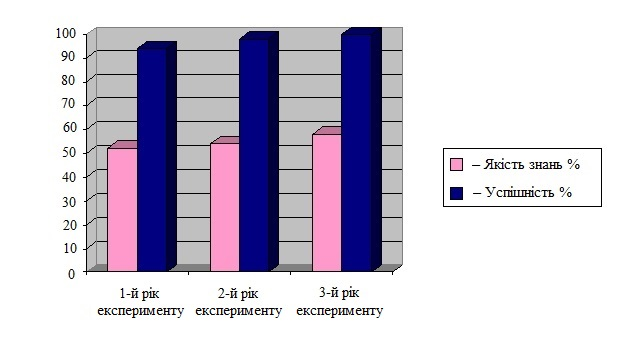 100
90
80
70
60
50
40
30
20
10
0
1-й рік
експерименту
2-й рік
експерименту
3-й рік
експерименту
– Якість знань %
– Успішність %